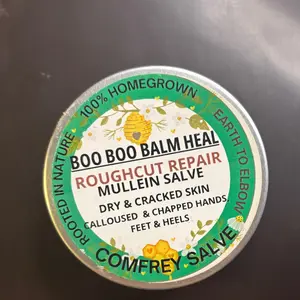 100% HOMEGROWN
ROOTED IN NATURE
EARTH TO ELBOW
BOO BOO BALM HEAL
ROUGHCUT REPAIR
MULLEIN SALVE
DRY & CRACKED SKIN
CALLOUSED & CHAPPED HANDS,
FEET & HEELS
COMFREY SALVE